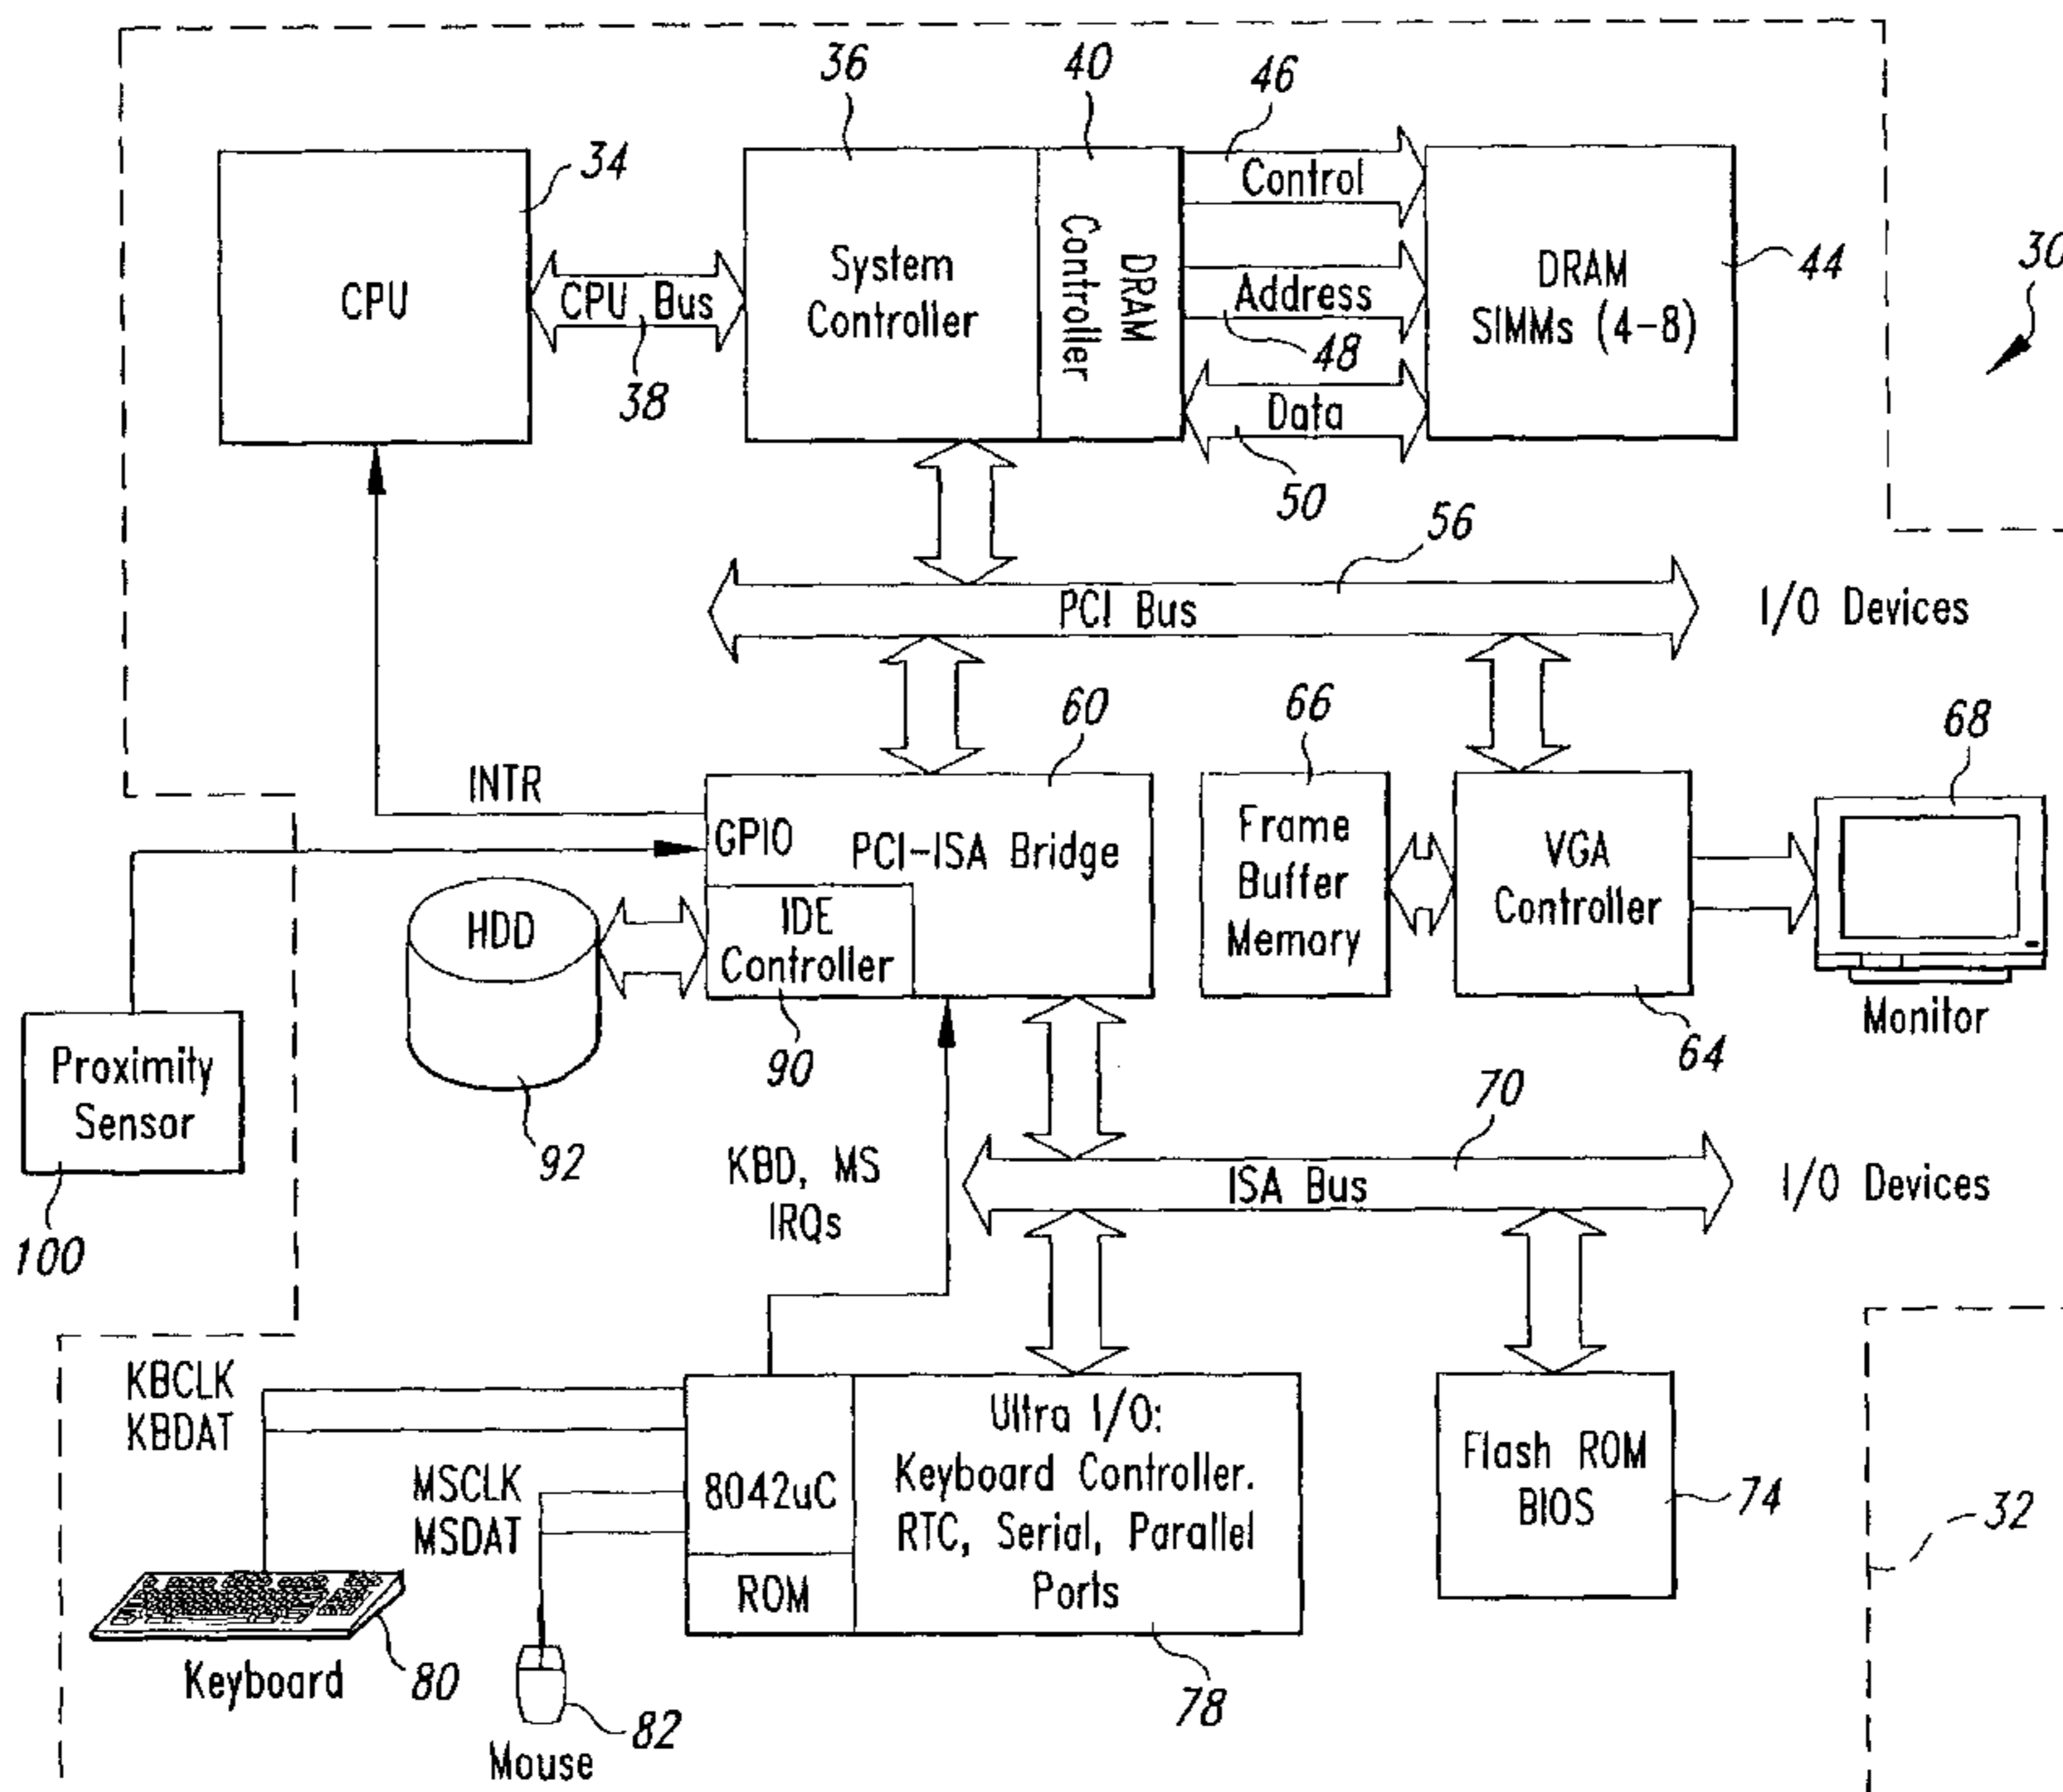 36
40
46
34
Control
CPU
CPU Bus
38
System
Controller
DRAM
Controller
Address
48
Data
50
DRAM
SIMMs (4-8)
44
30
56
PCI Bus
I/O Devices
60
66
68
INTR
GPIO
PCI-ISA Bridge
Frame
Buffer
Memory
VGA
Controller
HDD
IDE
Controller
Monitor
64
90
92
Proximity
Sensor
100
70
KBD, MS
IRQs
ISA Bus
I/O Devices
KBCLK
KBDAT
MSCLK
MSDAT
8042uC
ROM
Ultra I/O:
Keyboard Controller.
RTC, Serial, Parallel
Ports
Flash ROM
BIOS
74
32
Keyboard
80
82
Mouse
78